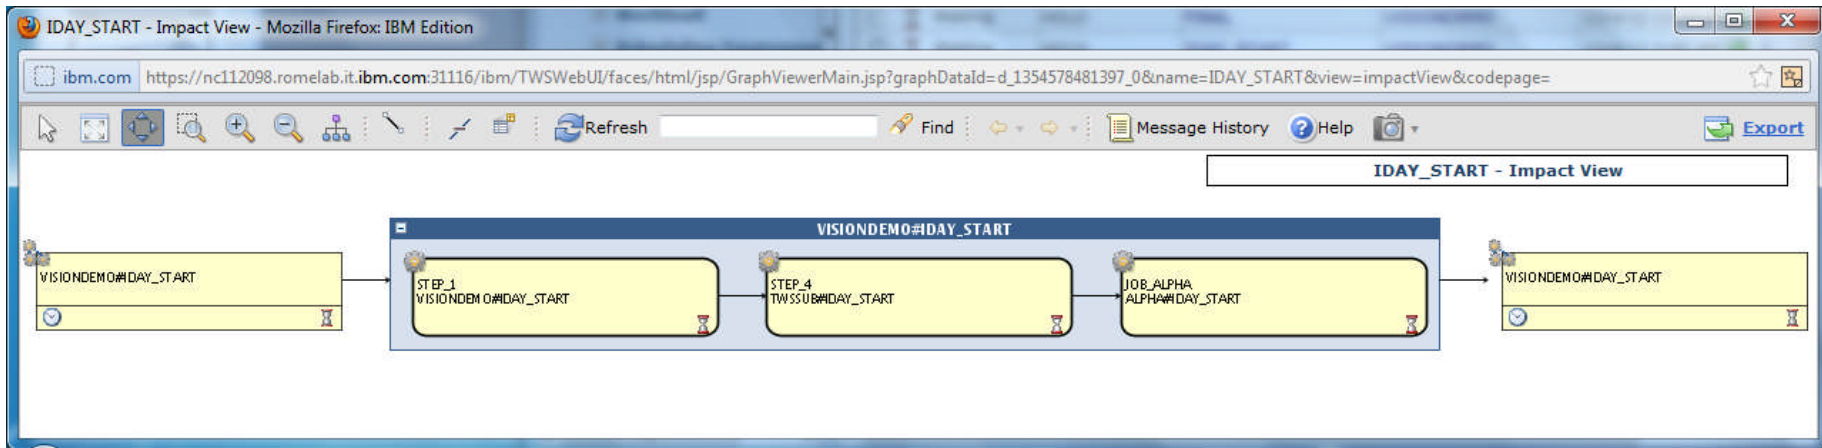 IDAY_START - Impact View - Mozilla Firefox: IBM Edition
ibm.com https://nc112098.romelab.it.ibm.com:31116/ibm/TWSWebUI/faces/html/jsp/GraphViewerMain.jsp?graphDataId=d_1354578481397_0&name=IDAY_START&view=impactView&codepage=
Refresh Find Message History Help Export
IDAY_START - Impact View
VISIONDEMO#IDAY_START
VISIONDEMO#IDAY_START
STEP_1
VISIONDEMO#IDAY_START
STEP_4
TWSSUB#IDAY_START
JOB_ALPHA
ALPHA#IDAY_START
VISIONDEMO#IDAY_START